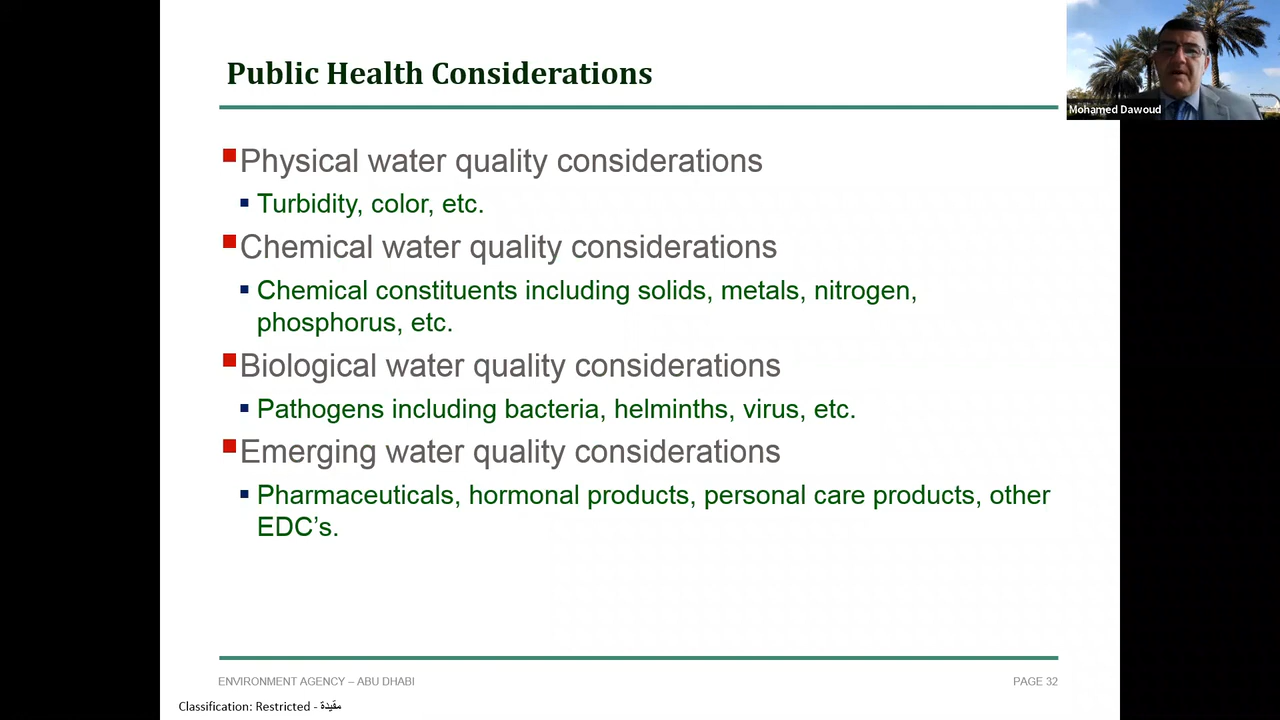 Public Health Considerations
Mohamed Dawoud
Physical water quality considerations
Turbidity, color, etc.
Chemical water quality considerations
Chemical constituents including solids, metals, nitrogen,
phosphorus, etc.
Biological water quality considerations
Pathogens including bacteria, helminths, virus, etc.
Emerging water quality considerations
Pharmaceuticals, hormonal products, personal care products, other
EDC’s.
ENVIRONMENT AGENCY – ABU DHABI
PAGE 32
Classification: Restricted - مقيدة